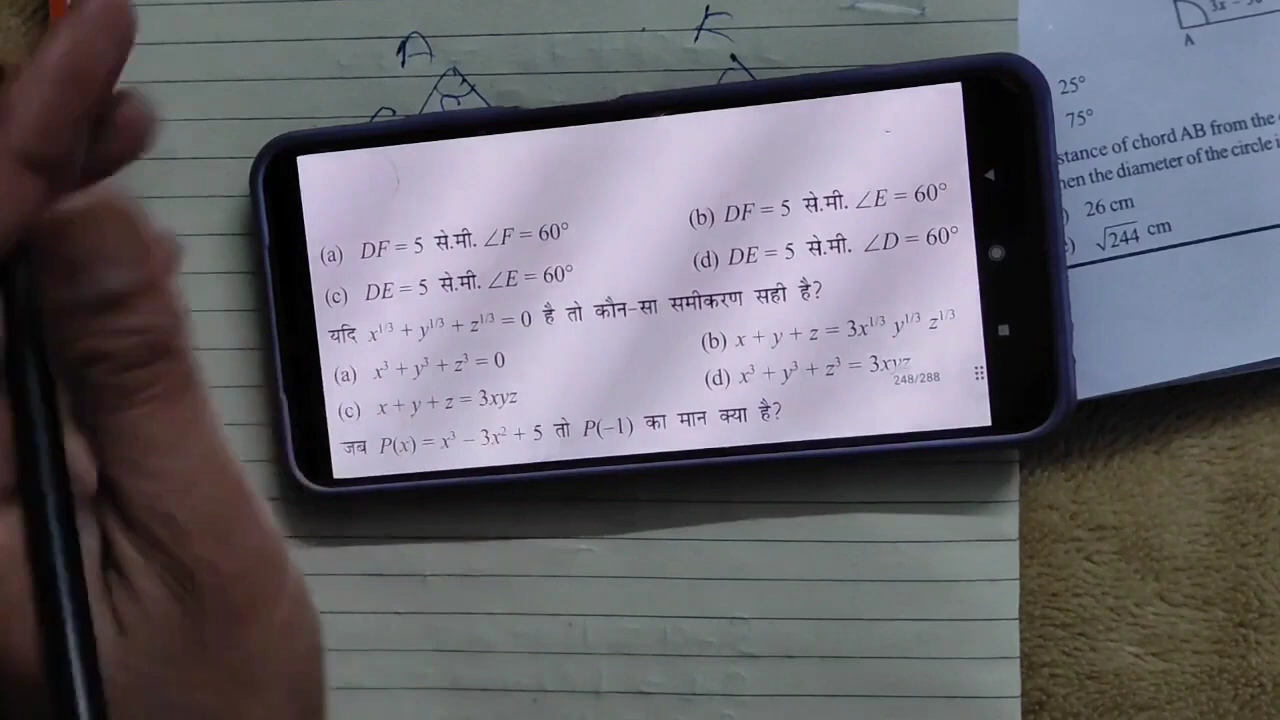 A
F
(a) DF = 5 से.मी. ∠F = 60°
(b) DF = 5 से.मी. ∠E = 60°
(c) DE = 5 से.मी. ∠E = 60°
(d) DE = 5 से.मी. ∠D = 60°
यदि x^{1/3} + y^{1/3} + z^{1/3} = 0 है तो कौन-सा समीकरण सही है?
(a) x³ + y³ + z³ = 0
(b) x + y + z = 3x^{1/3} y^{1/3} z^{1/3}
(c) x + y + z = 3xyz
(d) x³ + y³ + z³ = 3xyz
248/288
जब P(x) = x³ – 3x² + 5 तो P(–1) का मान क्या है?
A
25°
75°
stance of chord AB from the
hen the diameter of the circle i
) 26 cm
) √244 cm